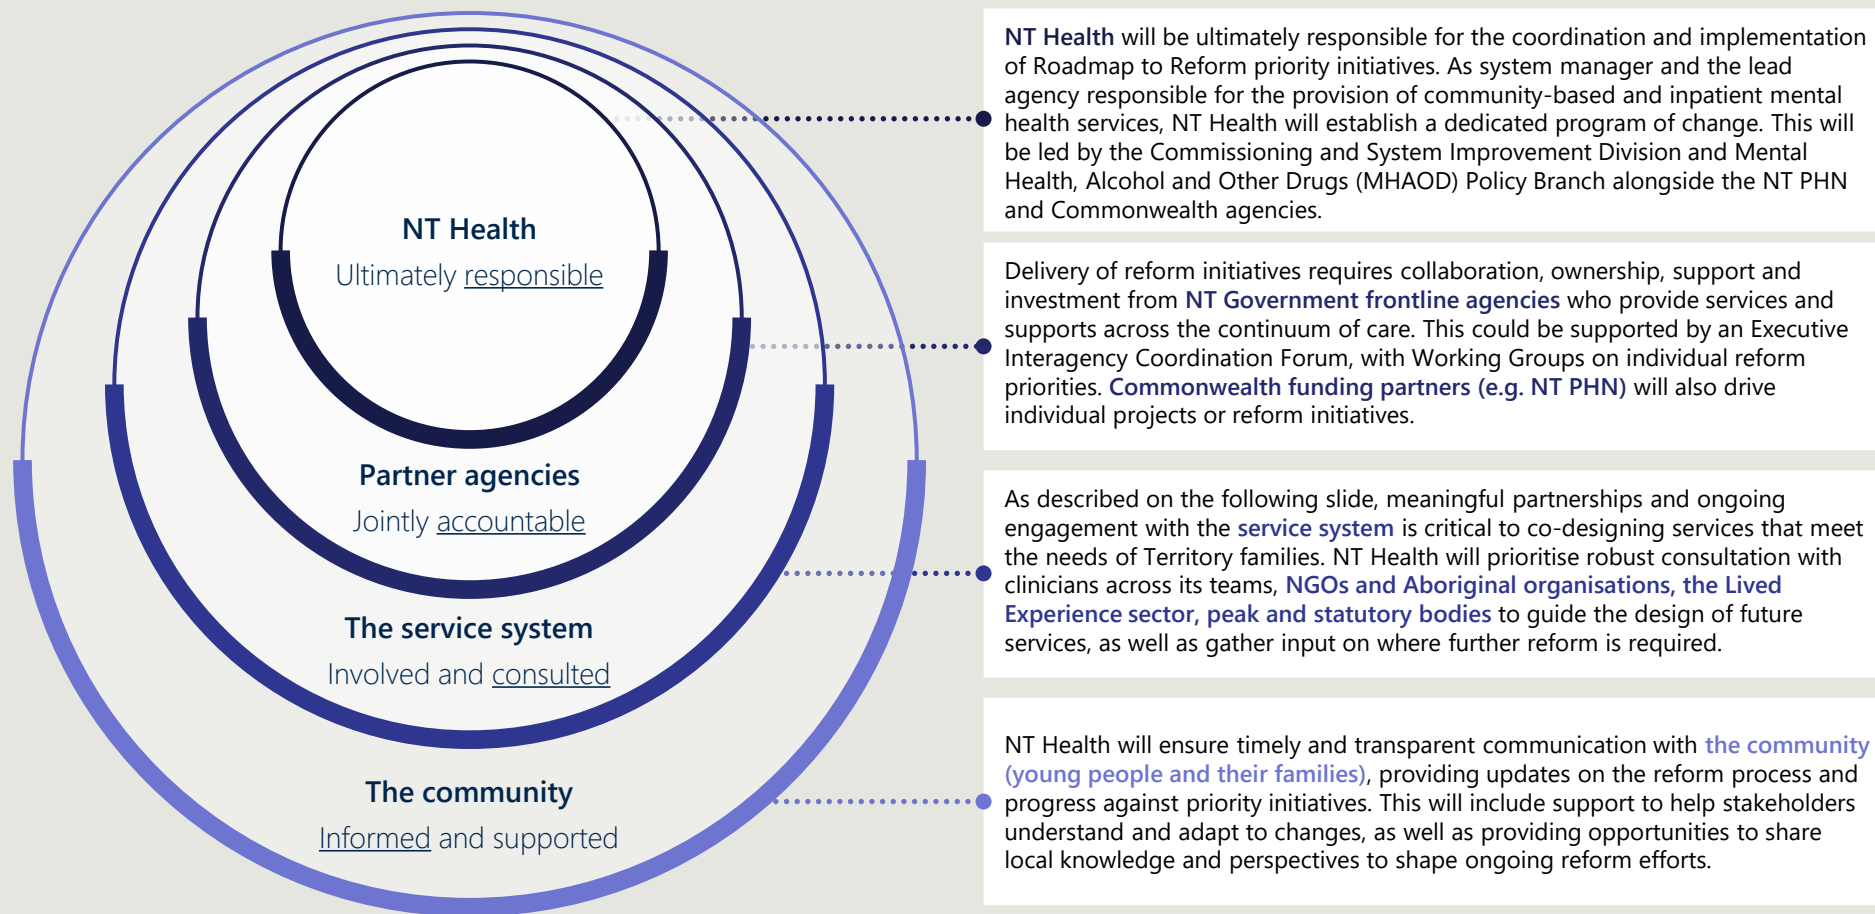 NT Health
Ultimately responsible
Partner agencies
Jointly accountable
The service system
Involved and consulted
The community
Informed and supported
NT Health will be ultimately responsible for the coordination and implementation
of Roadmap to Reform priority initiatives. As system manager and the lead
agency responsible for the provision of community-based and inpatient mental
health services, NT Health will establish a dedicated program of change. This will
be led by the Commissioning and System Improvement Division and Mental
Health, Alcohol and Other Drugs (MHAOD) Policy Branch alongside the NT PHN
and Commonwealth agencies.
Delivery of reform initiatives requires collaboration, ownership, support and
investment from NT Government frontline agencies who provide services and
supports across the continuum of care. This could be supported by an Executive
Interagency Coordination Forum, with Working Groups on individual reform
priorities. Commonwealth funding partners (e.g. NT PHN) will also drive
individual projects or reform initiatives.
As described on the following slide, meaningful partnerships and ongoing
engagement with the service system is critical to co-designing services that meet
the needs of Territory families. NT Health will prioritise robust consultation with
clinicians across its teams, NGOs and Aboriginal organisations, the Lived
Experience sector, peak and statutory bodies to guide the design of future
services, as well as gather input on where further reform is required.
NT Health will ensure timely and transparent communication with the community
(young people and their families), providing updates on the reform process and
progress against priority initiatives. This will include support to help stakeholders
understand and adapt to changes, as well as providing opportunities to share
local knowledge and perspectives to shape ongoing reform efforts.